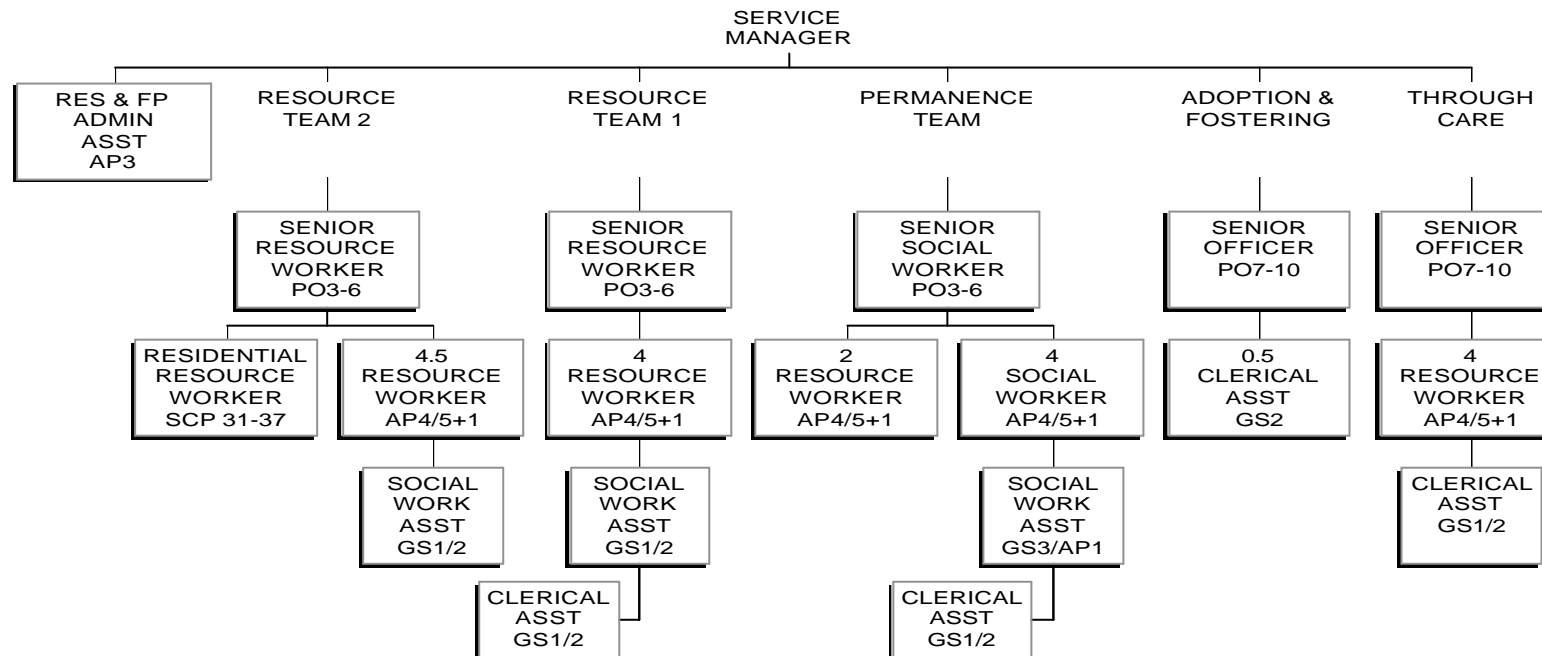 SERVICE
MANAGER
RES & FP
ADMIN
ASST
AP3
RESOURCE
TEAM 2
RESOURCE
TEAM 1
PERMANENCE
TEAM
ADOPTION &
FOSTERING
THROUGH
CARE
SENIOR
RESOURCE
WORKER
PO3-6
SENIOR
RESOURCE
WORKER
PO3-6
SENIOR
SOCIAL
WORKER
PO3-6
SENIOR
OFFICER
PO7-10
SENIOR
OFFICER
PO7-10
RESIDENTIAL
RESOURCE
WORKER
SCP 31-37
4.5
RESOURCE
WORKER
AP4/5+1
4
RESOURCE
WORKER
AP4/5+1
2
RESOURCE
WORKER
AP4/5+1
4
SOCIAL
WORKER
AP4/5+1
0.5
CLERICAL
ASST
GS2
4
RESOURCE
WORKER
AP4/5+1
SOCIAL
WORK
ASST
GS1/2
SOCIAL
WORK
ASST
GS1/2
SOCIAL
WORK
ASST
GS3/AP1
CLERICAL
ASST
GS1/2
CLERICAL
ASST
GS1/2
CLERICAL
ASST
GS1/2